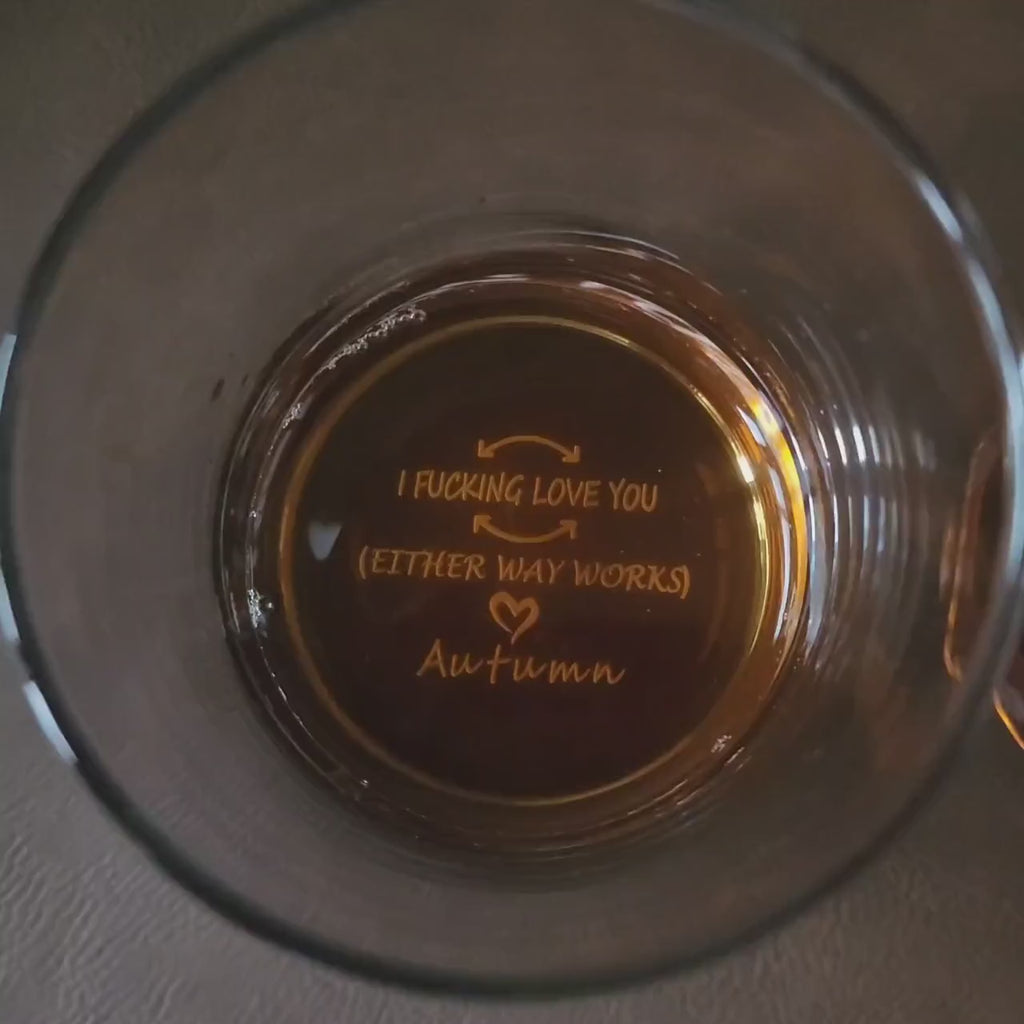 I FUCKING LOVE YOU
(EITHER WAY WORKS)
Autumn